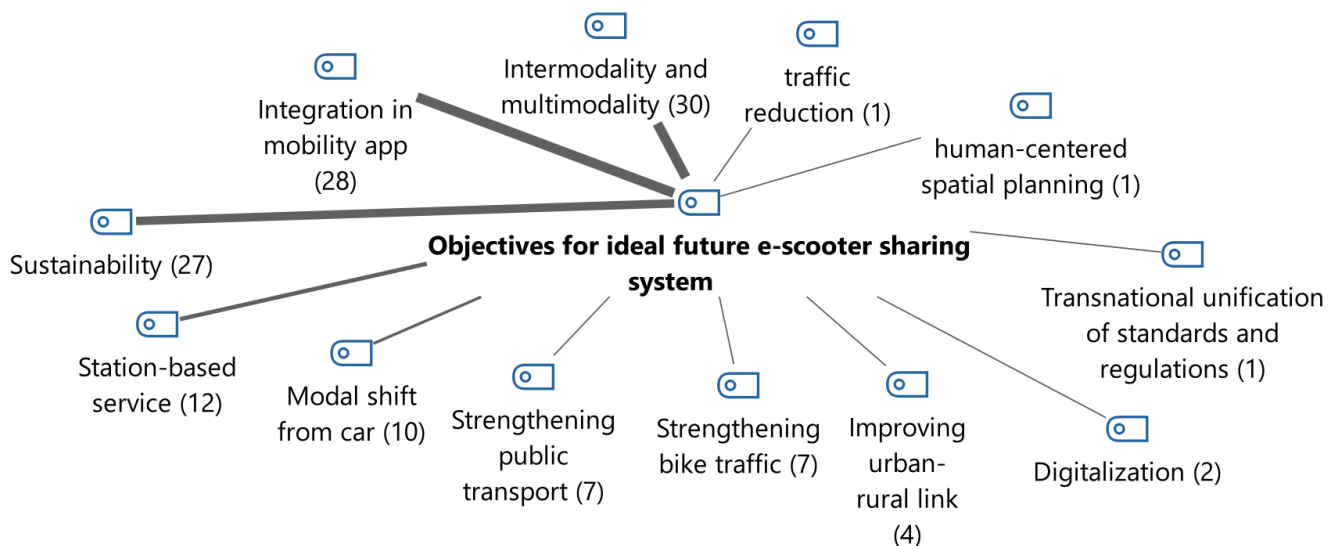 Intermodality and
multimodality (30)
traffic
reduction (1)
Integration in
mobility app
(28)
human-centered
spatial planning (1)
Sustainability (27)
Objectives for ideal future e-scooter sharing
system
Transnational unification
of standards and
regulations (1)
Station-based
service (12)
Modal shift
from car (10)
Strengthening
public
transport (7)
Strengthening
bike traffic (7)
Improving
urban-
rural link
(4)
Digitalization (2)